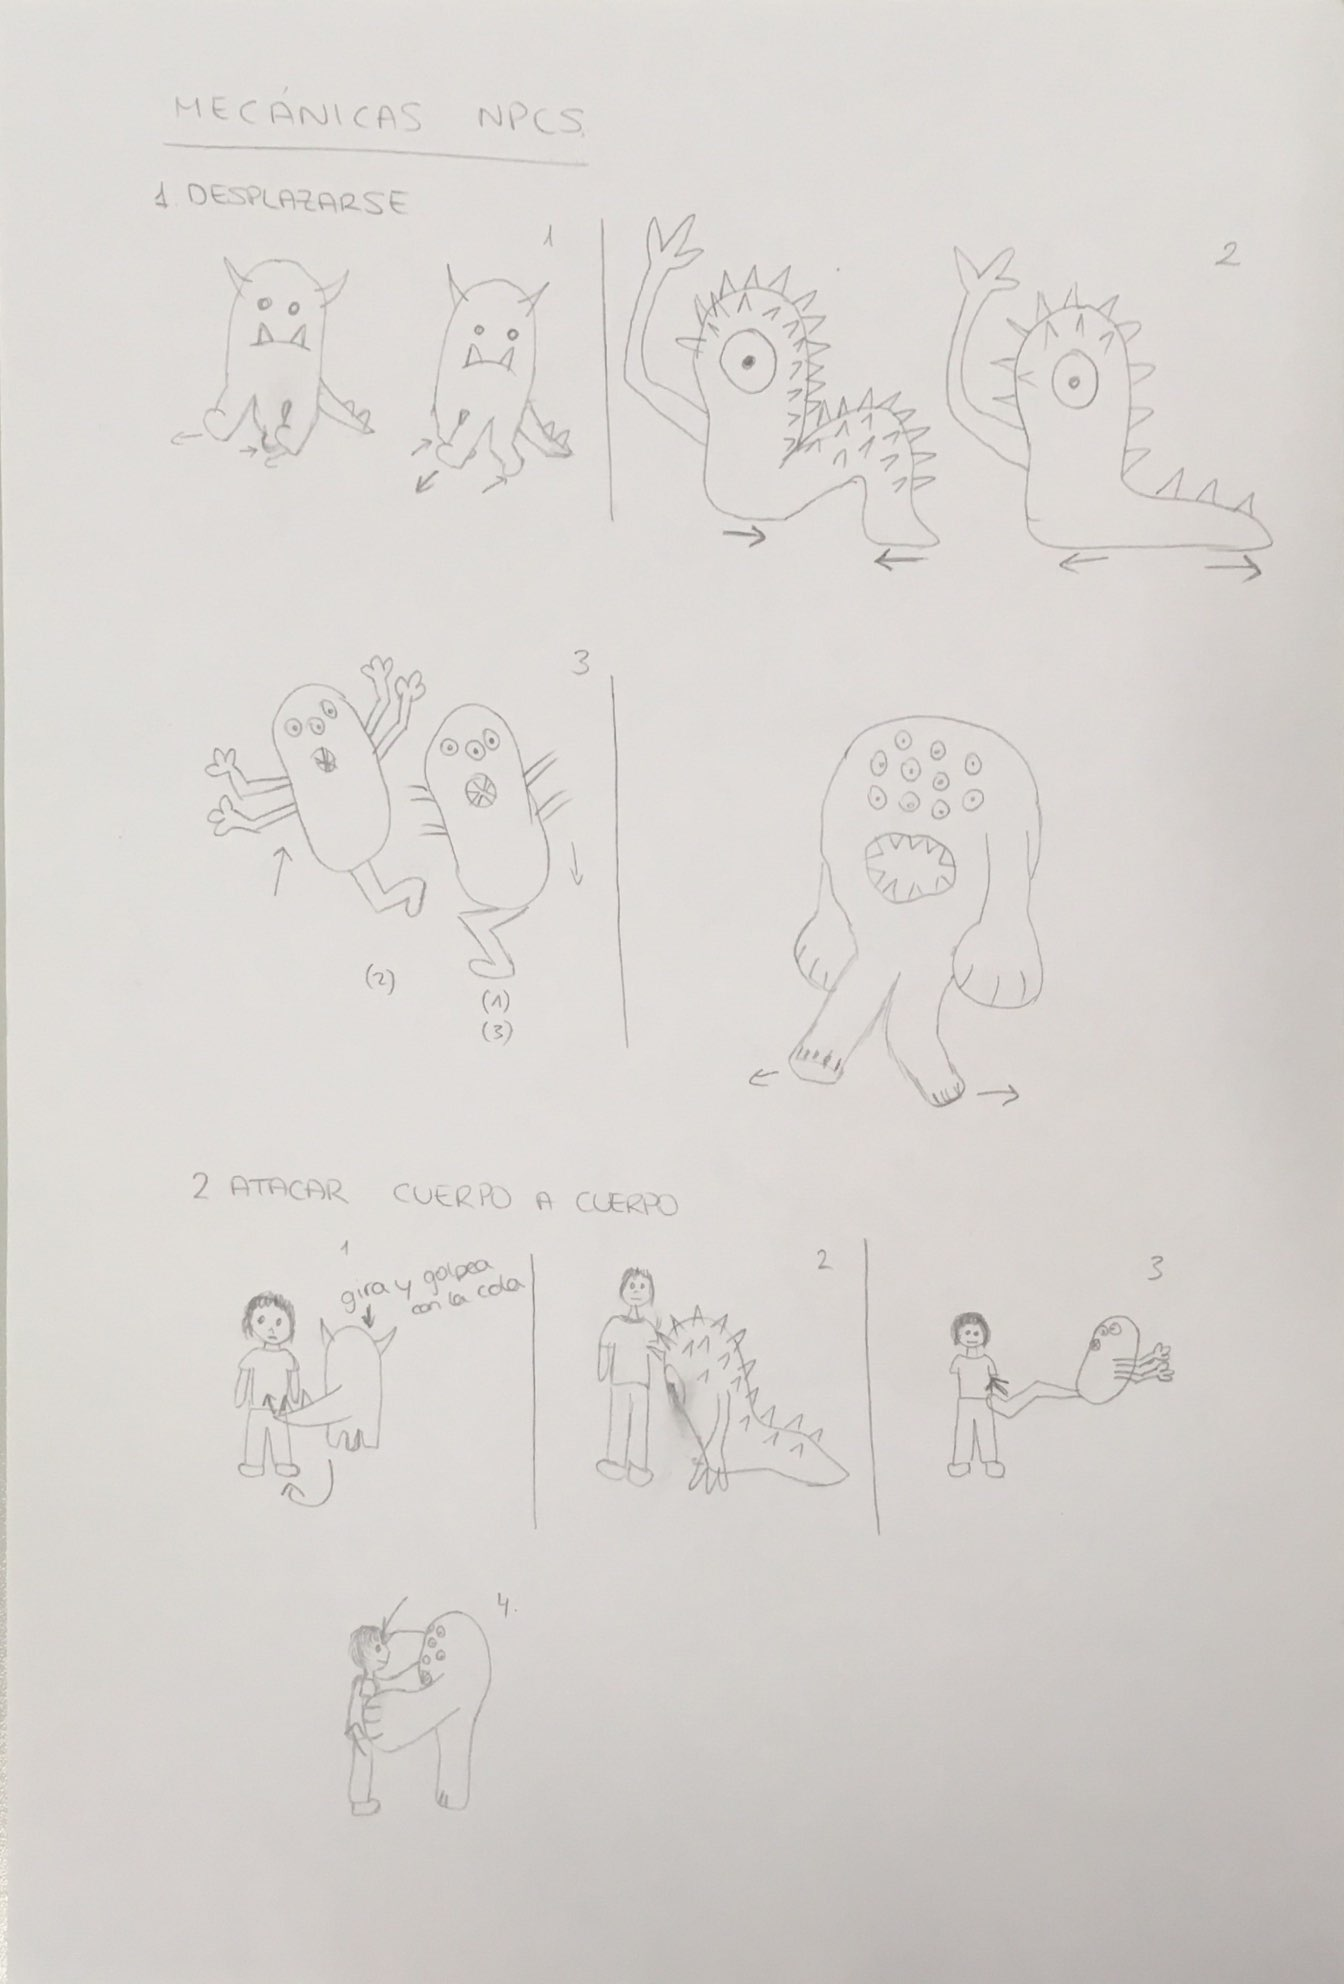 MECÁNICAS NPCS.
1 DESPLAZARSE
1
2
3
(2)
(1)
(3)
2 ATACAR CUERPO A CUERPO
1
gira y golpea
con la cola
2
3
4.